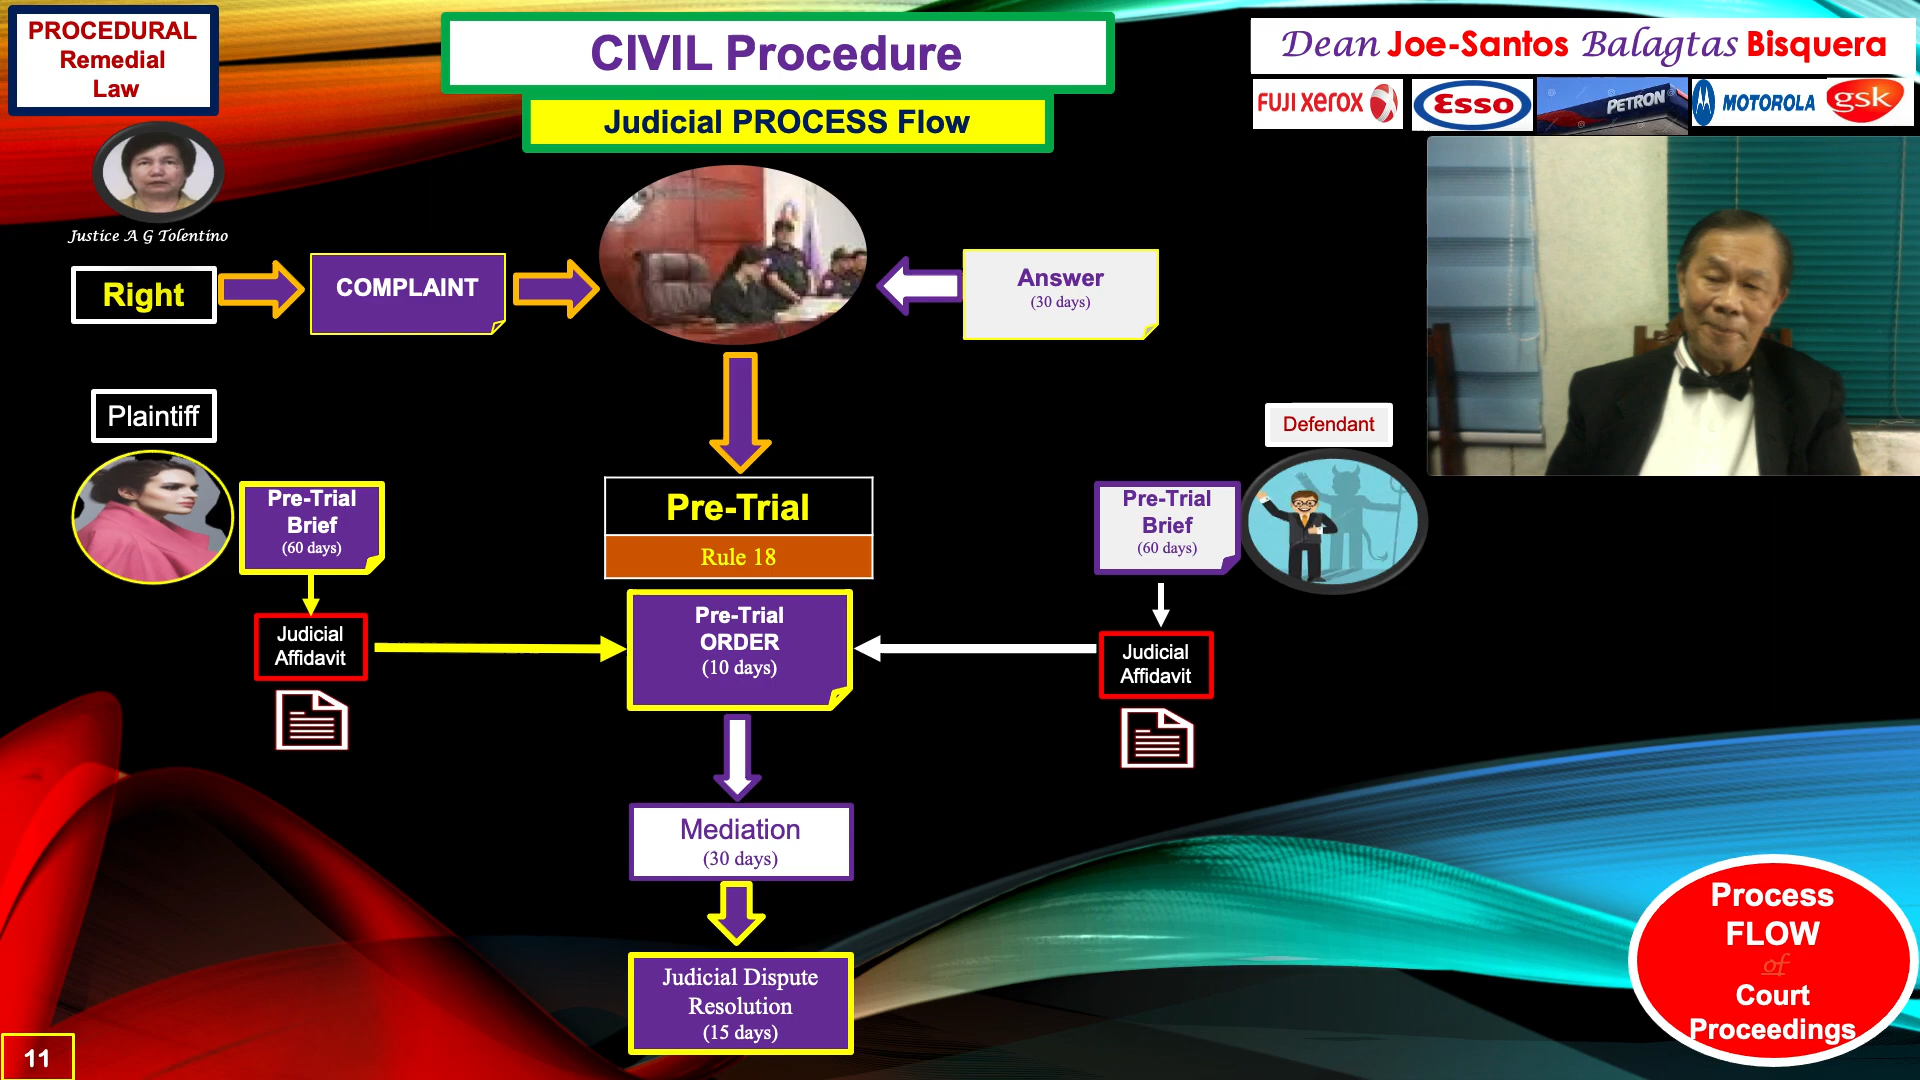 PROCEDURAL
Remedial
Law
CIVIL Procedure
Judicial PROCESS Flow
Dean Joe-Santos Balagtas Bisquera
FUJI XEROX
Esso
PETRON
MOTOROLA
gsk
Justice A G Tolentino
Right
COMPLAINT
Answer
(30 days)
Plaintiff
Defendant
Pre-Trial
Brief
(60 days)
Pre-Trial
Rule 18
Pre-Trial
Brief
(60 days)
Judicial
Affidavit
Pre-Trial
ORDER
(10 days)
Judicial
Affidavit
Mediation
(30 days)
Judicial Dispute
Resolution
(15 days)
Process
FLOW
of
Court
Proceedings
11